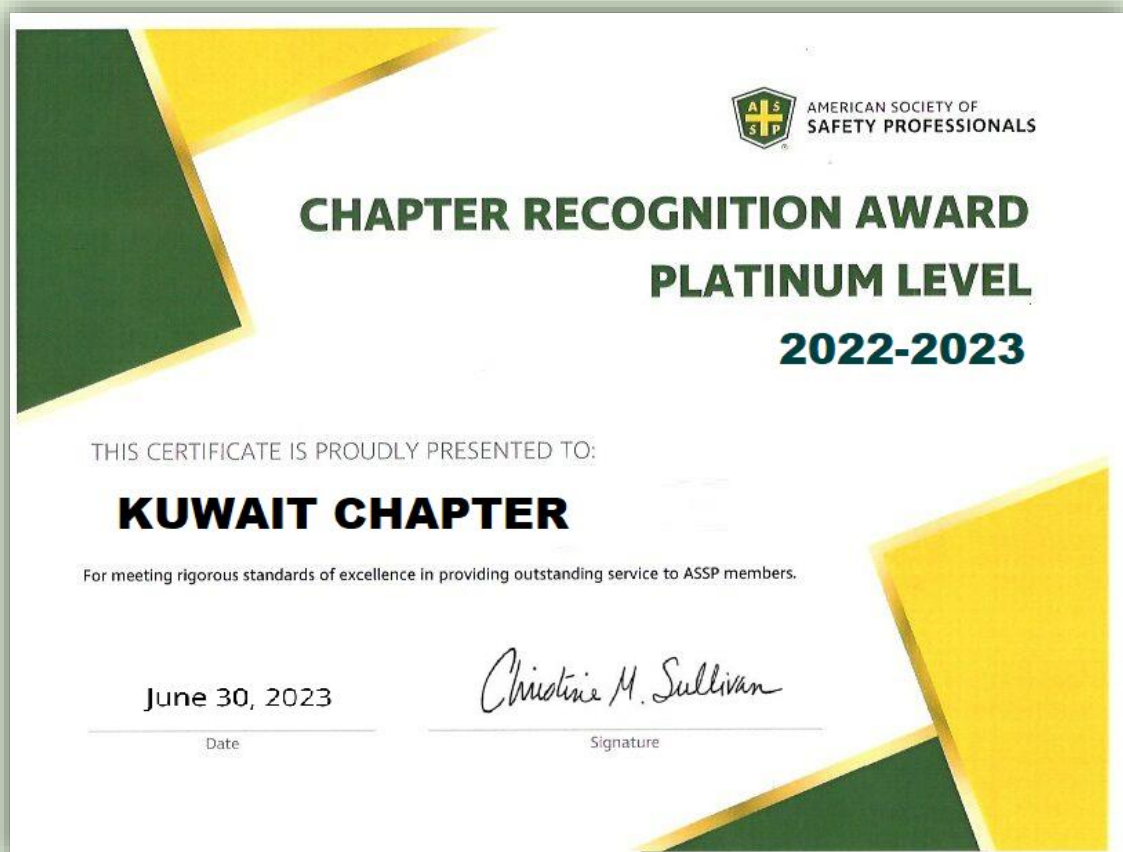 A S
S P
®
AMERICAN SOCIETY OF
SAFETY PROFESSIONALS
CHAPTER RECOGNITION AWARD
PLATINUM LEVEL
2022-2023
THIS CERTIFICATE IS PROUDLY PRESENTED TO:
KUWAIT CHAPTER
For meeting rigorous standards of excellence in providing outstanding service to ASSP members.
June 30, 2023
Christine M. Sullivan
Date
Signature